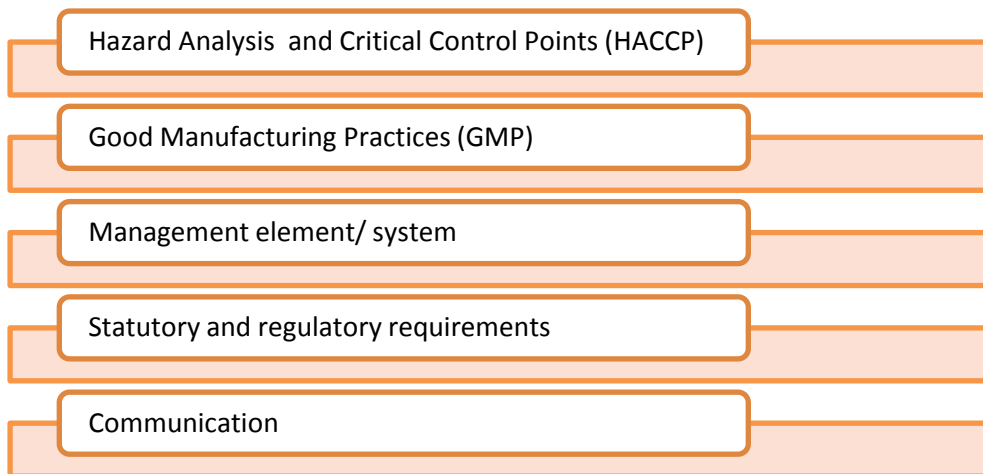 Hazard Analysis  and Critical Control Points (HACCP)
Good Manufacturing Practices (GMP)
Management element/ system
Statutory and regulatory requirements
Communication